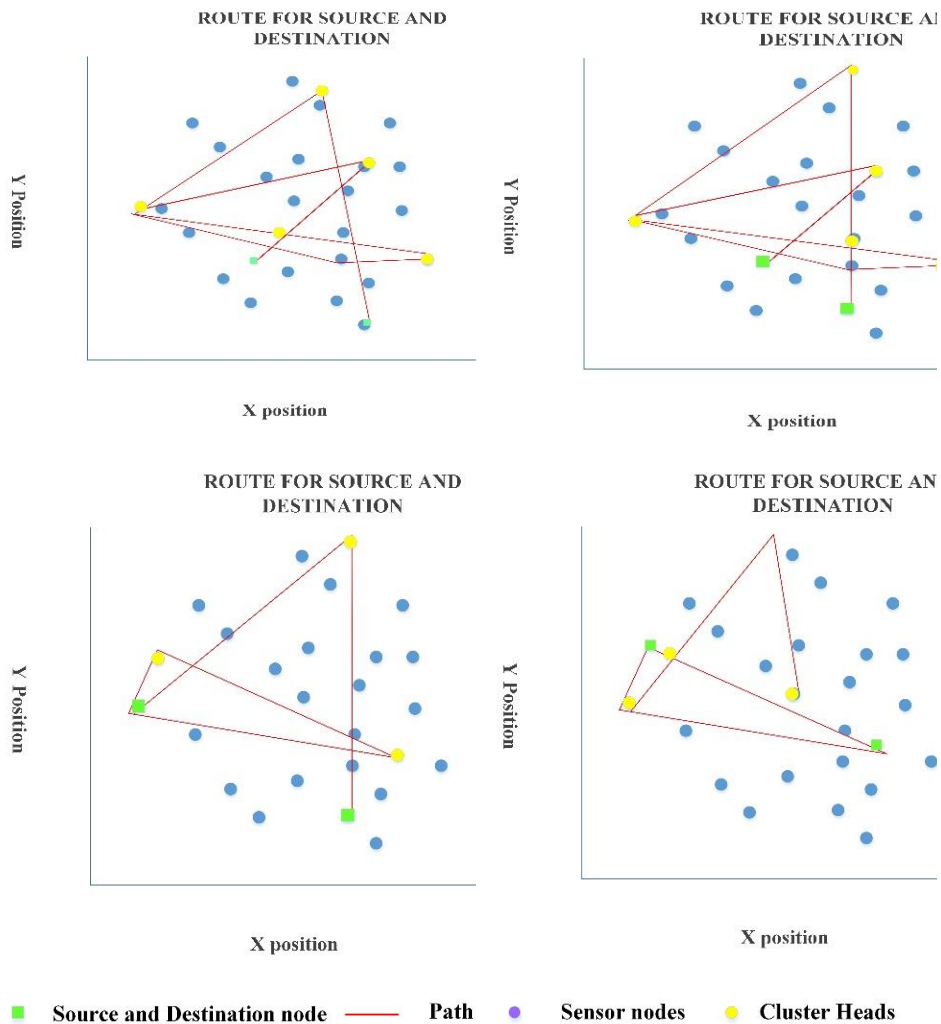 ROUTE FOR SOURCE AND
DESTINATION
Y Position
X position
ROUTE FOR SOURCE AN
DESTINATION
Y Position
X position
ROUTE FOR SOURCE AND
DESTINATION
Y Position
X position
ROUTE FOR SOURCE AN
DESTINATION
Y Position
X position
Source and Destination node Path Sensor nodes Cluster Heads